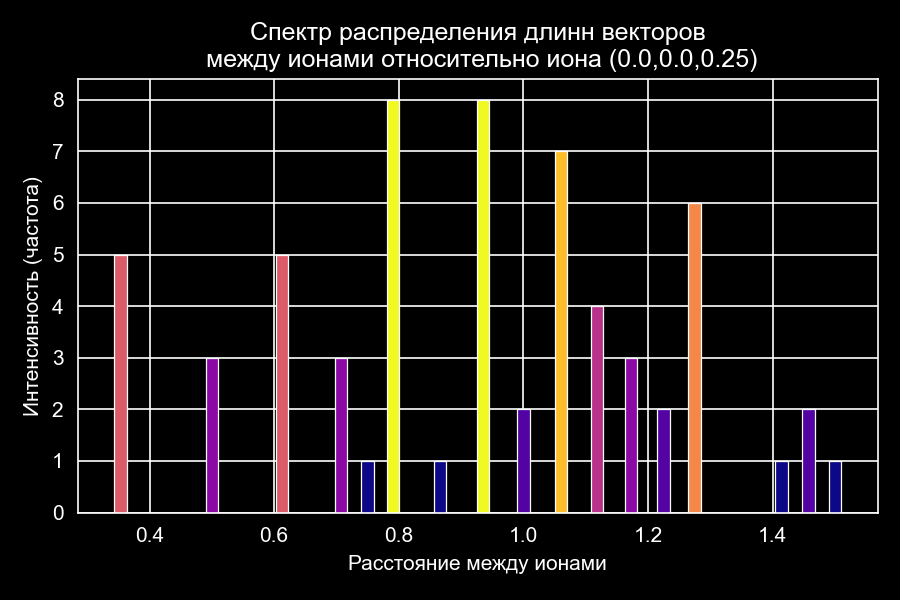 Спектр распределения длинн векторов
между ионами относительно иона (0.0,0.0,0.25)
Интенсивность (частота)
8
7
6
5
4
3
2
1
0
0.4 0.6 0.8 1.0 1.2 1.4
Расстояние между ионами